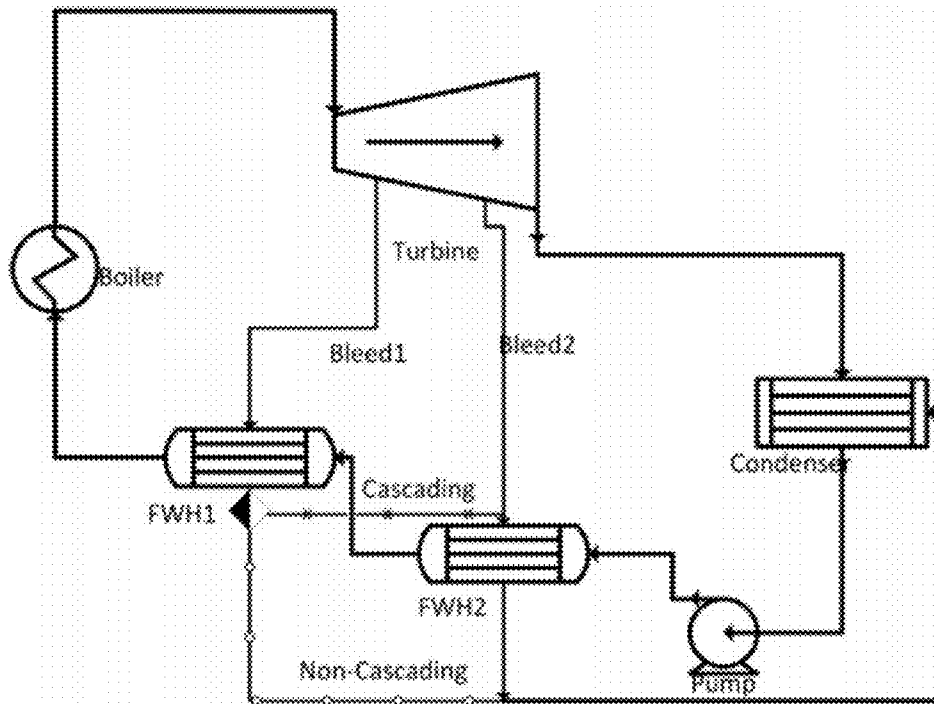 Turbine
Boiler
Bleed1
Bleed2
Condenser
Cascading
FWH1
FWH2
Non-Cascading
Pump